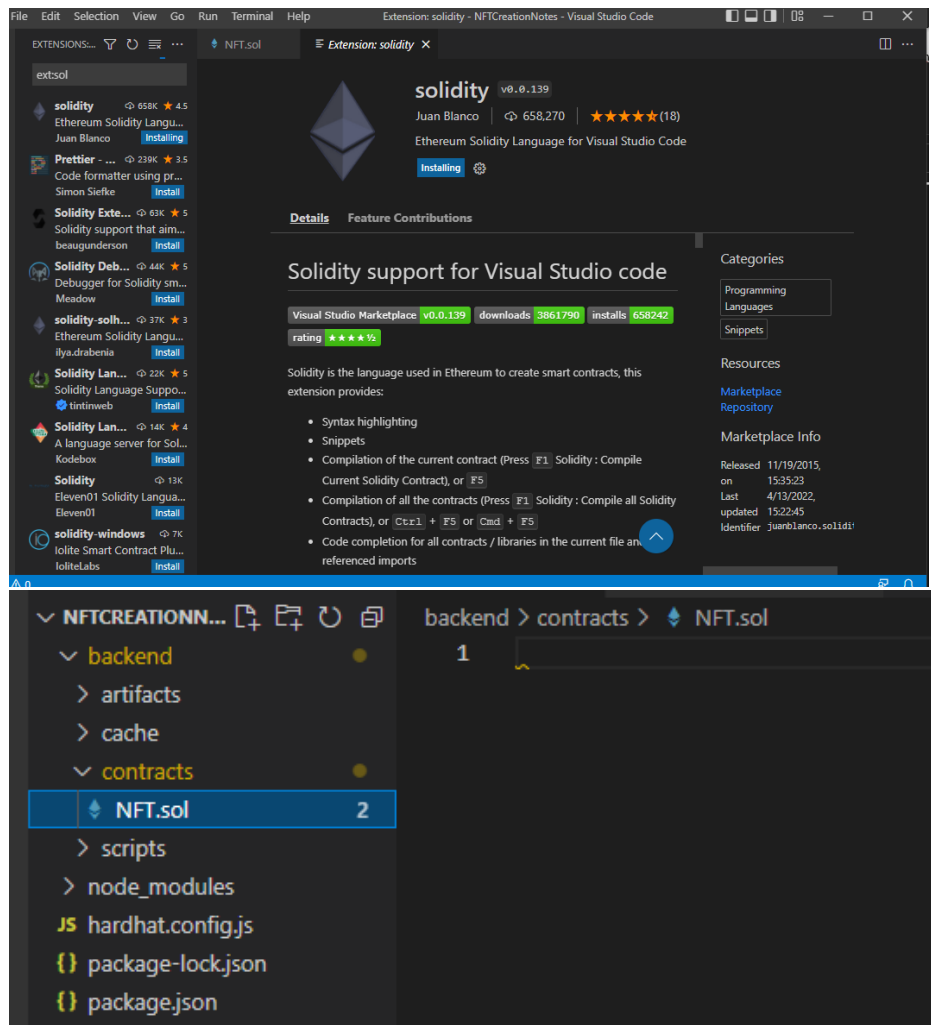 File Edit Selection View Go Run Terminal Help Extension: solidity - NFTCreationNotes - Visual Studio Code
EXTENSIONS:... NFT.sol Extension: solidity
ext:sol
solidity 658K ★ 4.5
Ethereum Solidity Langu...
Juan Blanco Installing
Prettier - ... 239K ★ 3.5
Code formatter using pr...
Simon Siefke Install
Solidity Exte... 63K ★ 5
Solidity support that aim...
beaugunderson Install
Solidity Deb... 44K ★ 5
Debugger for Solidity sm...
Meadow Install
solidity-solh... 37K ★ 3
Ethereum Solidity Langu...
ilya.drabenia Install
Solidity Lan... 22K ★ 5
Solidity Language Suppo...
tintinweb Install
Solidity Lan... 14K ★ 4
A language server for Sol...
Kodebox Install
Solidity 13K
Eleven01 Solidity Langua...
Eleven01 Install
solidity-windows 7K
Iolite Smart Contract Plu...
IoliteLabs Install
solidity v0.0.139
Juan Blanco 658,270 (18)
Ethereum Solidity Language for Visual Studio Code
Installing
Details Feature Contributions
Solidity support for Visual Studio code
Visual Studio Marketplace v0.0.139 downloads 3861790 installs 658242
rating ★★★★½
Solidity is the language used in Ethereum to create smart contracts, this
extension provides:
• Syntax highlighting
• Snippets
• Compilation of the current contract (Press F1 Solidity : Compile
Current Solidity Contract), or F5
• Compilation of all the contracts (Press F1 Solidity : Compile all Solidity
Contracts), or Ctrl + F5 or Cmd + F5
• Code completion for all contracts / libraries in the current file and
referenced imports
Categories
Programming
Languages
Snippets
Resources
Marketplace
Repository
Marketplace Info
Released 11/19/2015,
on 15:35:23
Last 4/13/2022,
updated 15:22:45
Identifier juanblanco.solidit
0
NFTCREATIONN...
backend
artifacts
cache
contracts
NFT.sol 2
scripts
node_modules
JS hardhat.config.js
{} package-lock.json
{} package.json
backend > contracts > NFT.sol
1